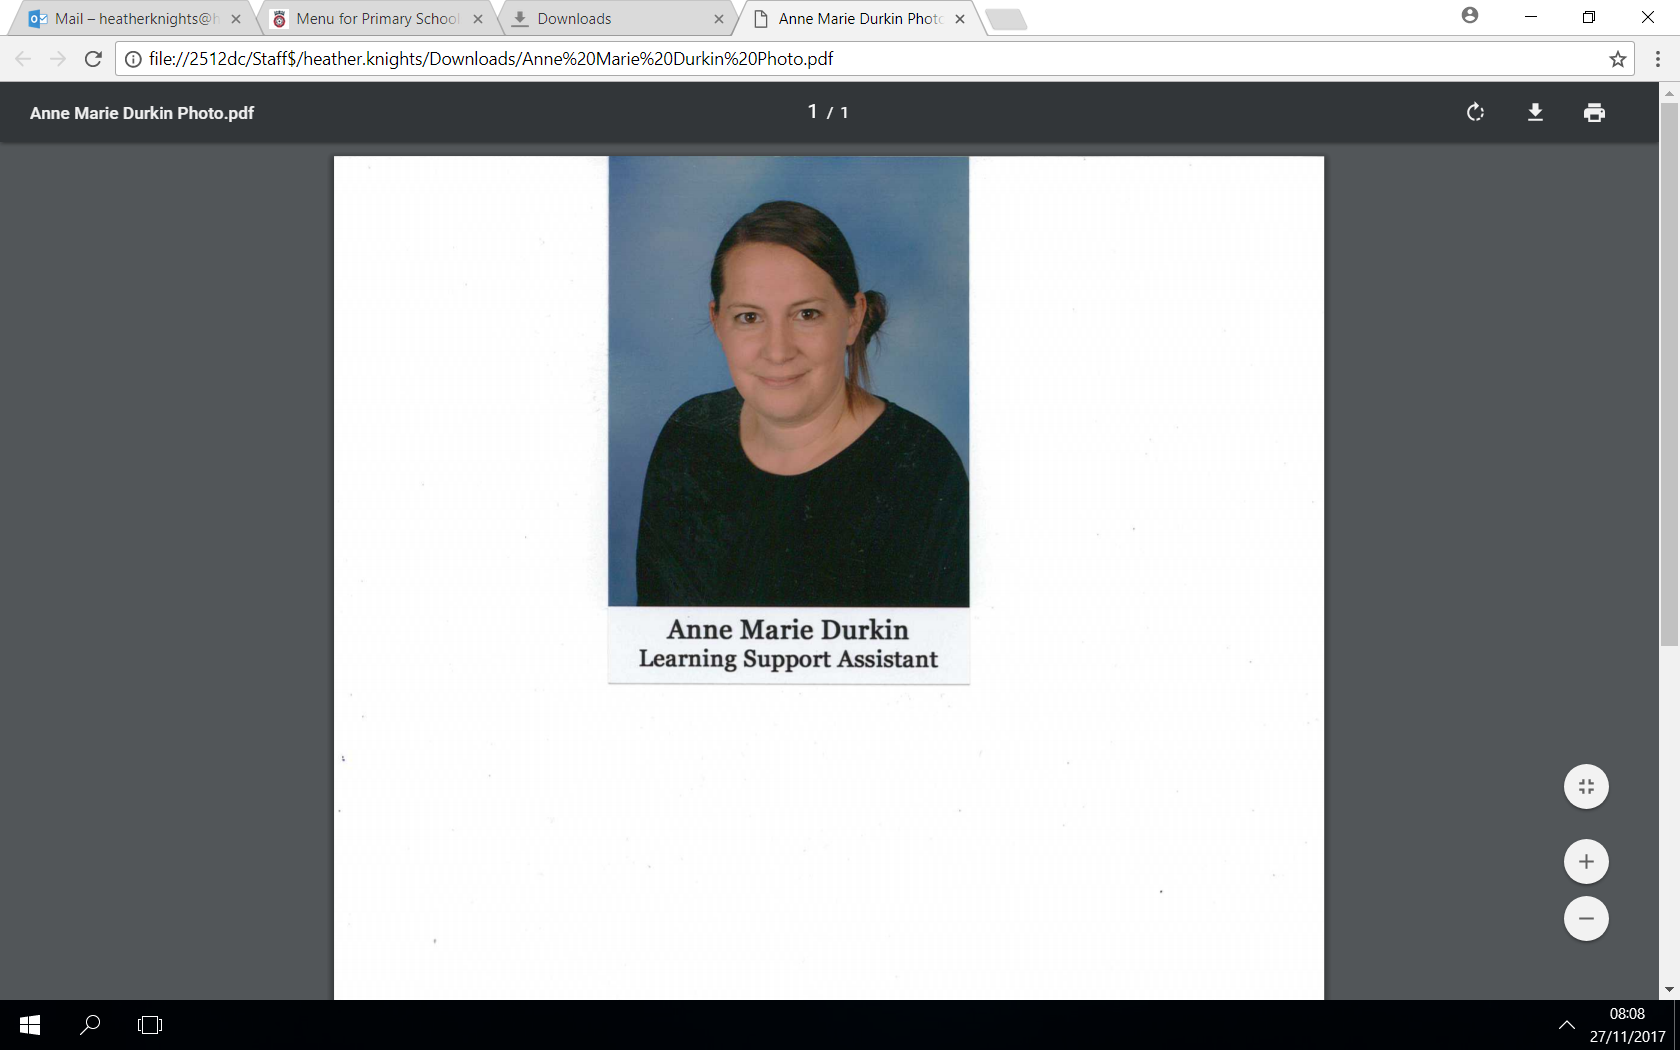 Mail – heatherknights@h
Menu for Primary School
Downloads
Anne Marie Durkin Photo
file://2512dc/Staff$/heather.knights/Downloads/Anne%20Marie%20Durkin%20Photo.pdf
Anne Marie Durkin Photo.pdf
1 / 1
Anne Marie Durkin
Learning Support Assistant
08:08
27/11/2017